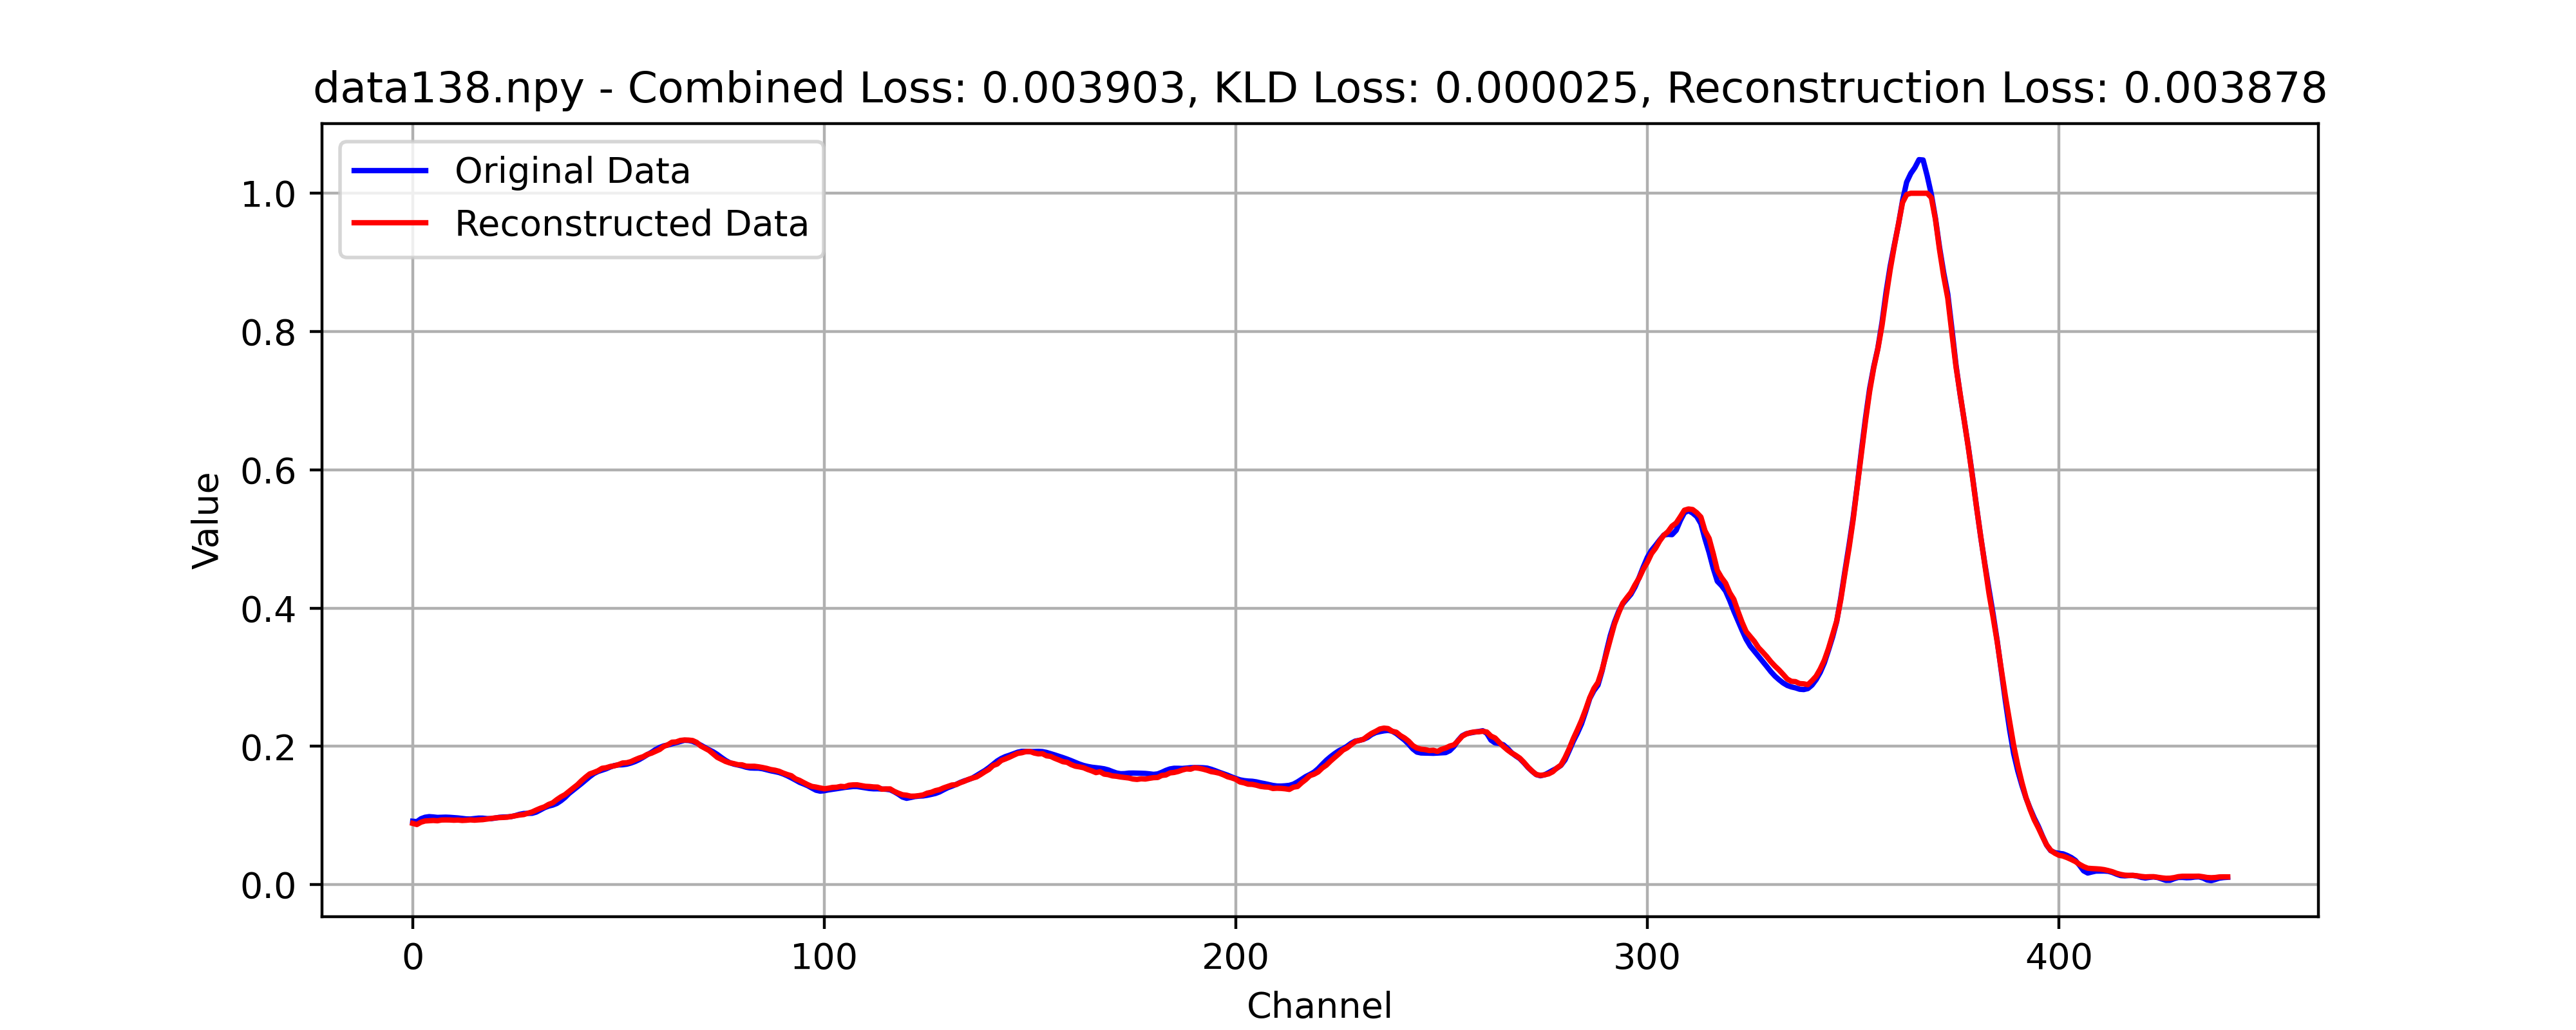 data138.npy - Combined Loss: 0.003903, KLD Loss: 0.000025, Reconstruction Loss: 0.003878
Original Data
Reconstructed Data
1.0
0.8
0.6
0.4
0.2
0.0
Value
0 100 200 300 400
Channel